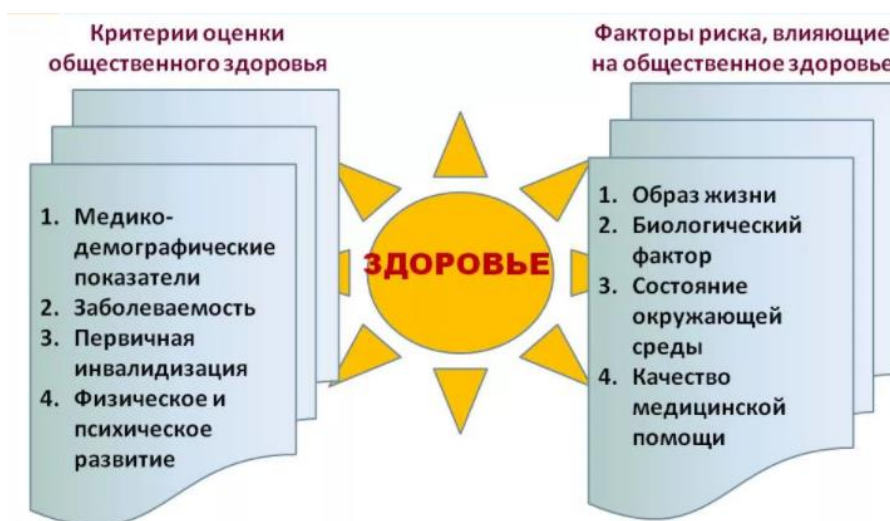 Критерии оценки
общественного здоровья
1. Медико-
демографические
показатели
2. Заболеваемость
3. Первичная
инвалидизация
4. Физическое и
психическое
развитие
ЗДОРОВЬЕ
Факторы риска, влияющие
на общественное здоровье
1. Образ жизни
2. Биологический
фактор
3. Состояние
окружающей
среды
4. Качество
медицинской
помощи